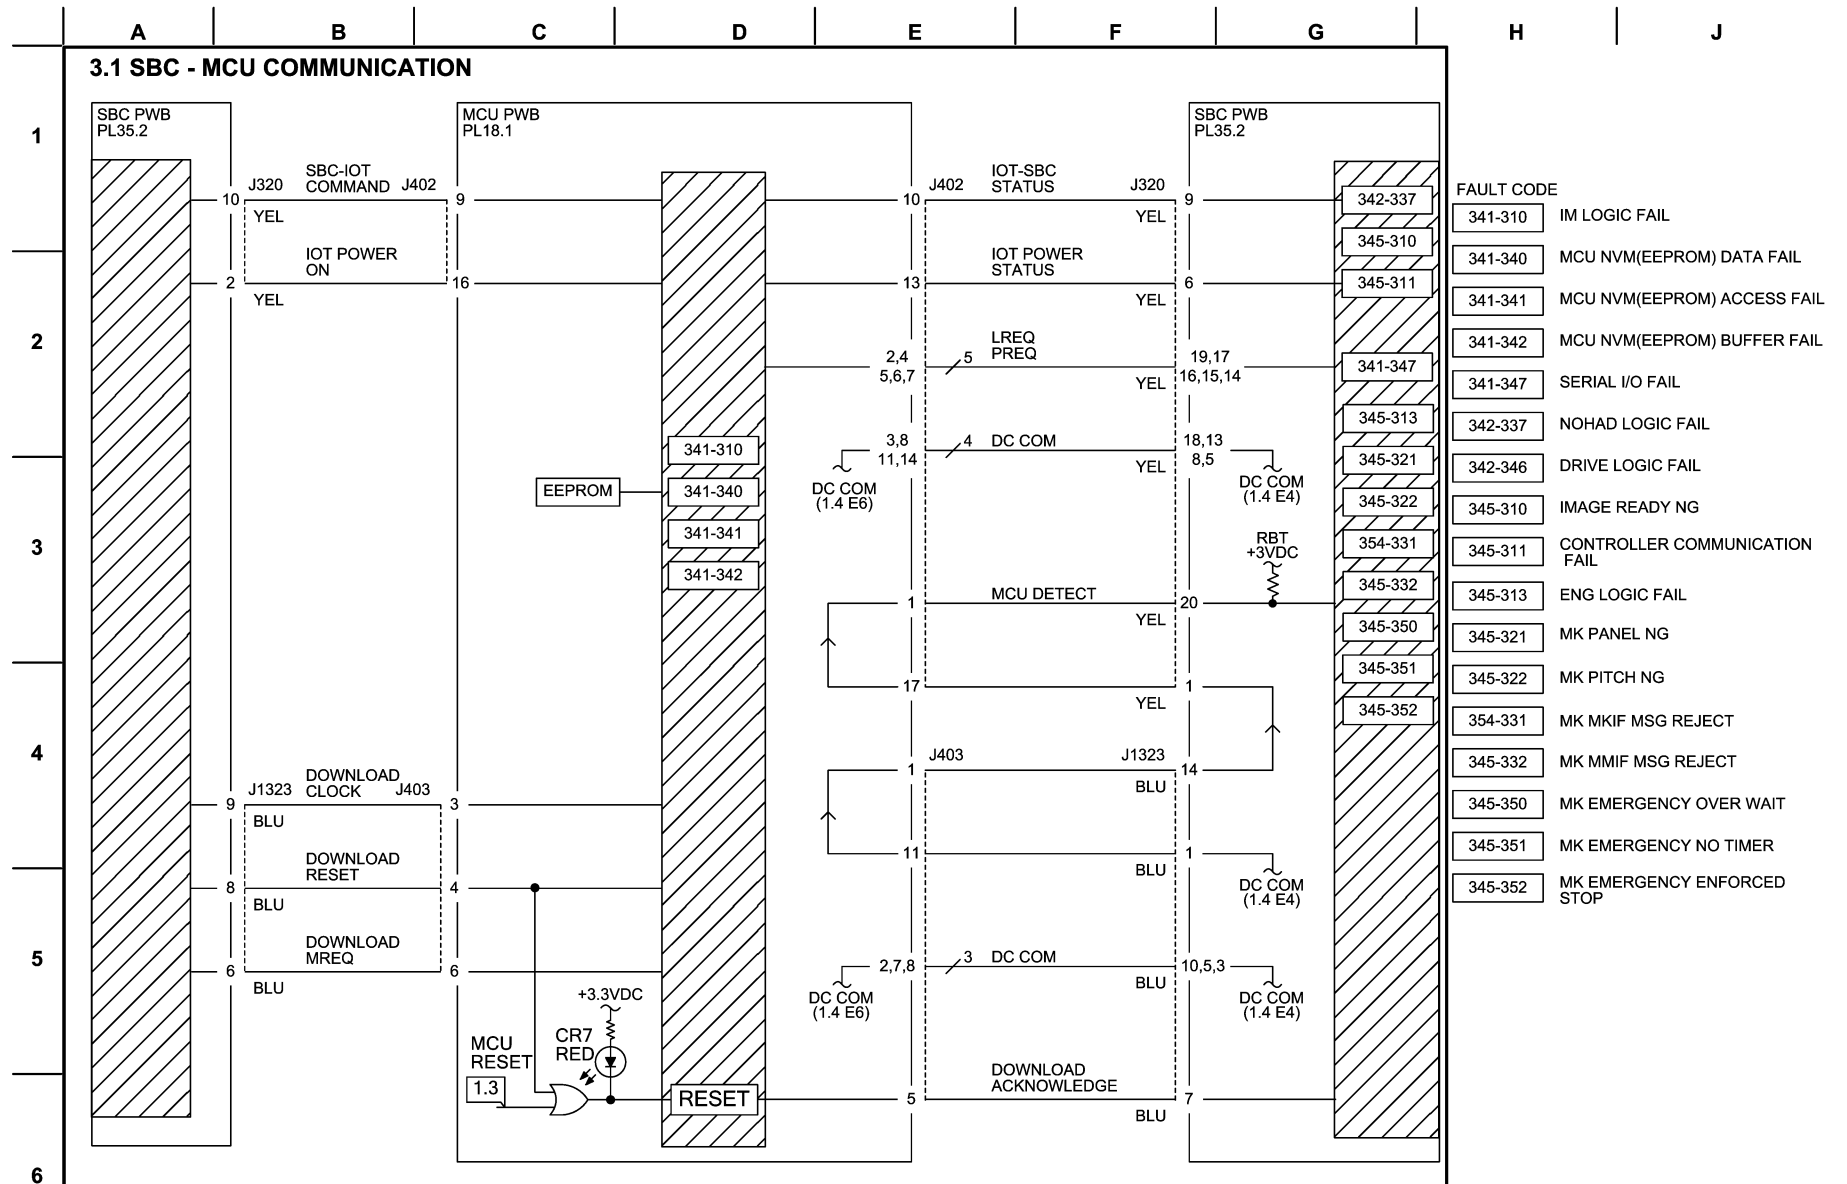 A B C D E F G H J
3.1 SBC - MCU COMMUNICATION
1
2
3
4
5
6
SBC PWB
PL35.2
J320
SBC-IOT
COMMAND
J402
10
YEL
9
IOT POWER
ON
2
YEL
16
J1323
DOWNLOAD
CLOCK
J403
9
BLU
3
DOWNLOAD
RESET
8
BLU
4
DOWNLOAD
MREQ
6
BLU
6
MCU PWB
PL18.1
EEPROM
341-310
341-340
341-341
341-342
+3.3VDC
CR7
RED
MCU
RESET
1.3
RESET
J402
IOT-SBC
STATUS
J320
10
YEL
9
IOT POWER
STATUS
13
YEL
6
LREQ
PREQ
2,4
5,6,7
5
YEL
19,17
16,15,14
3,8
11,14
4
DC COM
YEL
18,13
8,5
DC COM
(1.4 E6)
DC COM
(1.4 E4)
RBT
+3VDC
MCU DETECT
1
YEL
20
17
YEL
1
J403
J1323
1
BLU
14
11
BLU
1
DC COM
(1.4 E4)
2,7,8
3
DC COM
BLU
10,5,3
DC COM
(1.4 E6)
DC COM
(1.4 E4)
DOWNLOAD
ACKNOWLEDGE
5
BLU
7
SBC PWB
PL35.2
342-337
345-310
345-311
341-347
345-313
345-321
345-322
354-331
345-332
345-350
345-351
345-352
FAULT CODE
341-310 IM LOGIC FAIL
341-340 MCU NVM(EEPROM) DATA FAIL
341-341 MCU NVM(EEPROM) ACCESS FAIL
341-342 MCU NVM(EEPROM) BUFFER FAIL
341-347 SERIAL I/O FAIL
342-337 NOHAD LOGIC FAIL
342-346 DRIVE LOGIC FAIL
345-310 IMAGE READY NG
345-311 CONTROLLER COMMUNICATION
FAIL
345-313 ENG LOGIC FAIL
345-321 MK PANEL NG
345-322 MK PITCH NG
354-331 MK MKIF MSG REJECT
345-332 MK MMIF MSG REJECT
345-350 MK EMERGENCY OVER WAIT
345-351 MK EMERGENCY NO TIMER
345-352 MK EMERGENCY ENFORCED
STOP